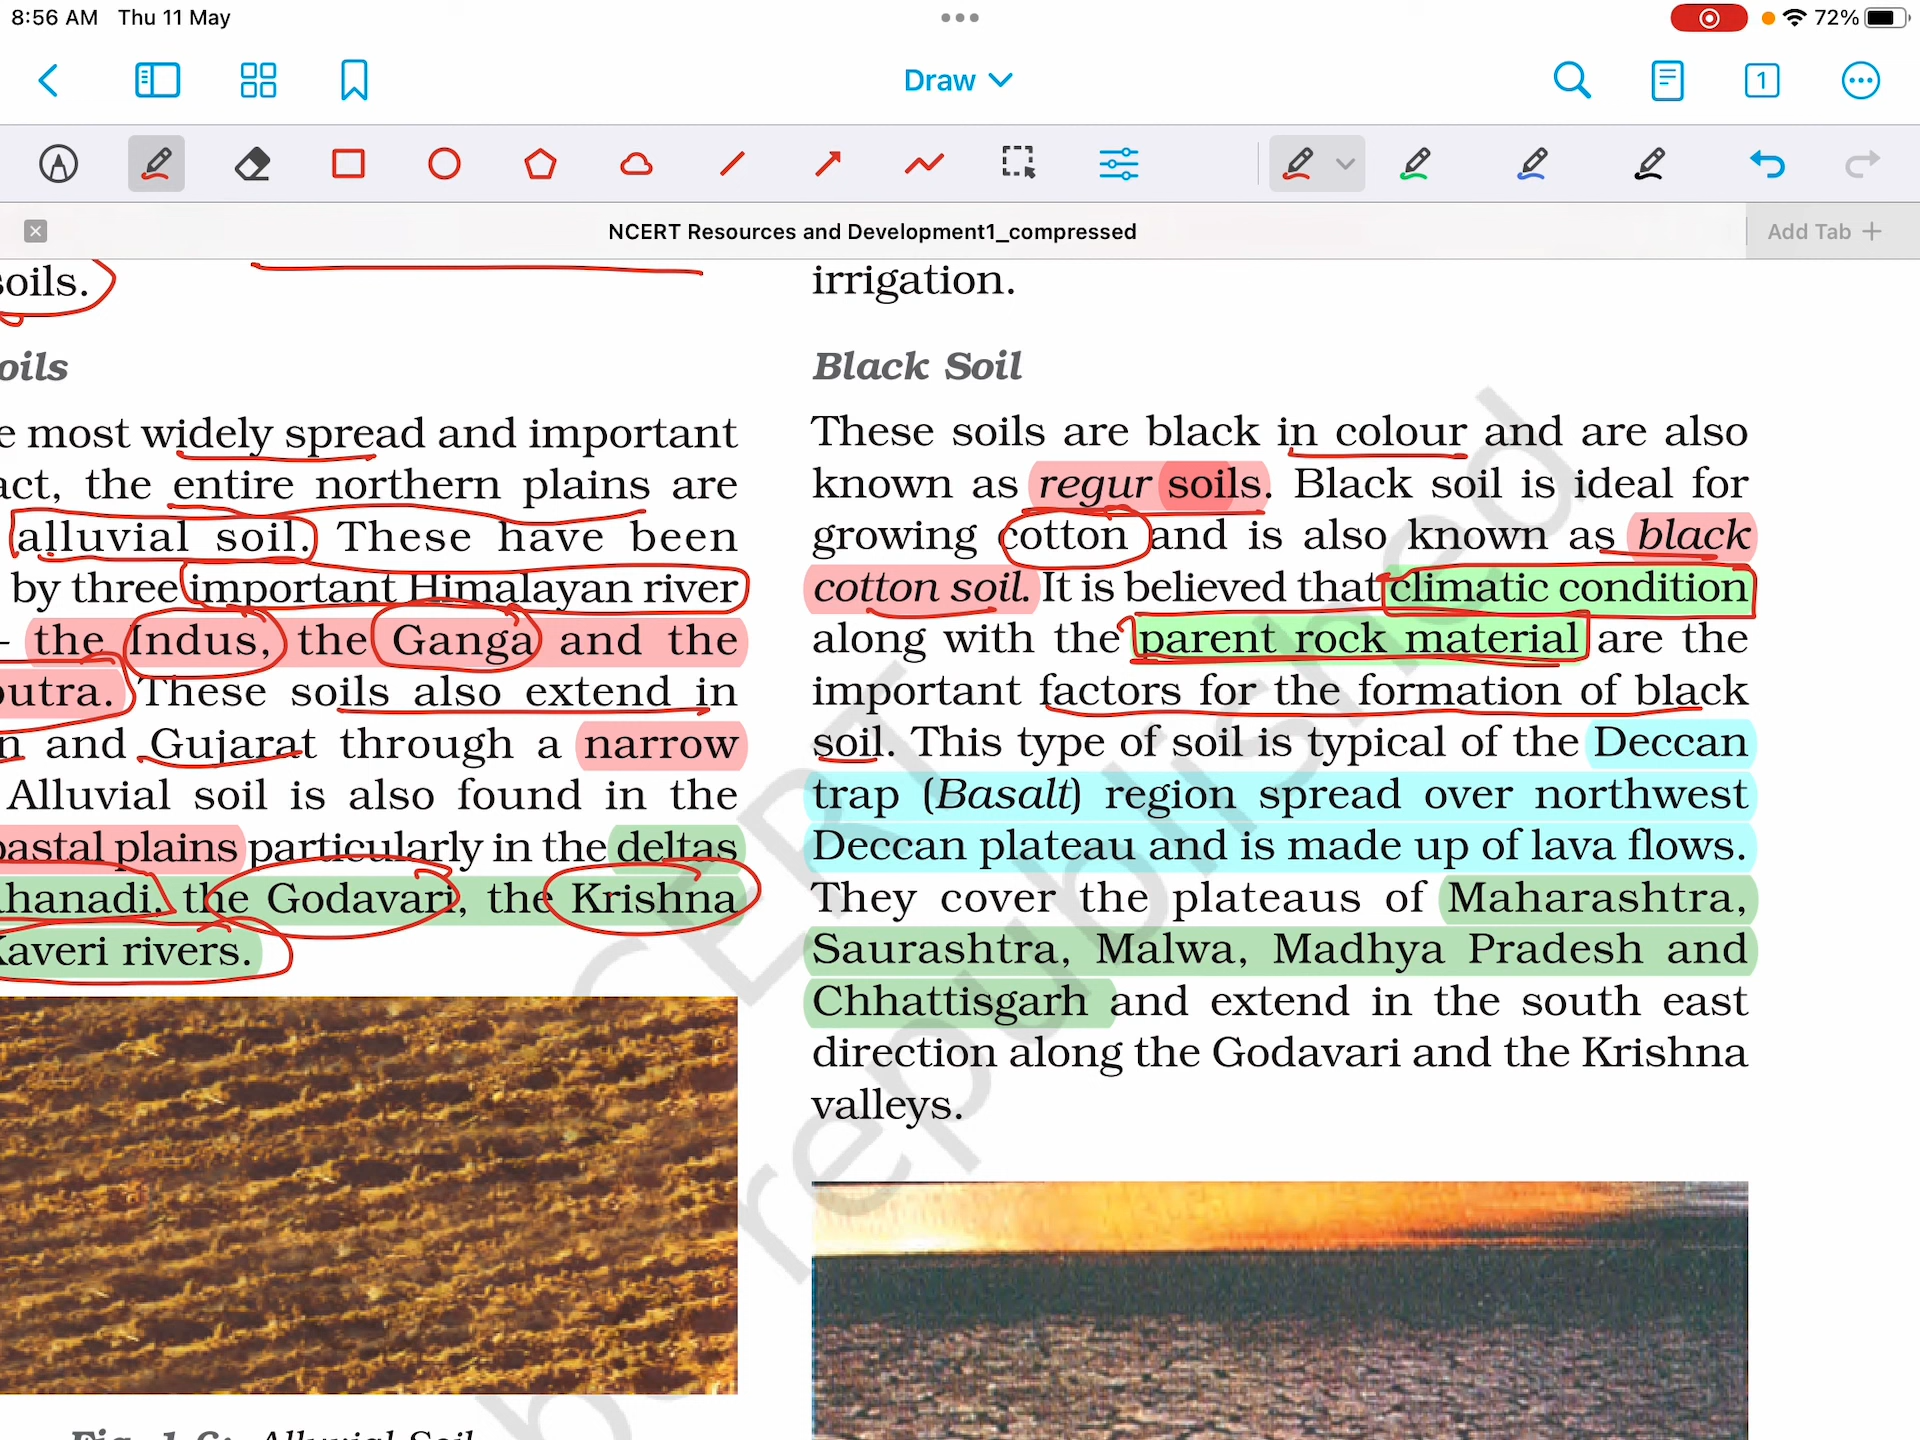 8:56 AM Thu 11 May
72%
Draw
1
NCERT Resources and Development1_compressed
Add Tab +
soils.
oils
e most widely spread and important
act, the entire northern plains are
alluvial soil. These have been
by three important Himalayan river
– the Indus, the Ganga and the
putra. These soils also extend in
n and Gujarat through a narrow
Alluvial soil is also found in the
oastal plains particularly in the deltas
hanadi, the Godavari, the Krishna
Kaveri rivers.
Fig. 1.6: Alluvial Soil
irrigation.
Black Soil
These soils are black in colour and are also
known as regur soils. Black soil is ideal for
growing cotton and is also known as black
cotton soil. It is believed that climatic condition
along with the parent rock material are the
important factors for the formation of black
soil. This type of soil is typical of the Deccan
trap (Basalt) region spread over northwest
Deccan plateau and is made up of lava flows.
They cover the plateaus of Maharashtra,
Saurashtra, Malwa, Madhya Pradesh and
Chhattisgarh and extend in the south east
direction along the Godavari and the Krishna
valleys.
republished